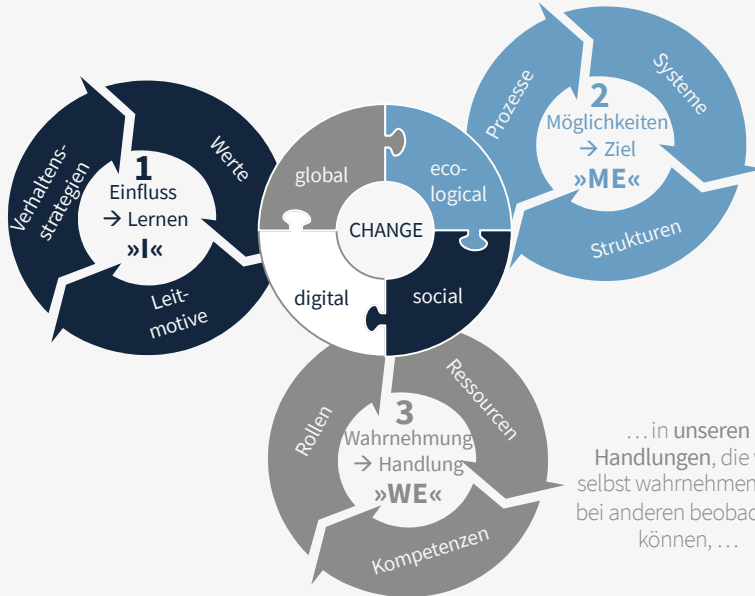 Verhaltens-
strategien
Werte
Leit-
motive
1
Einfluss
→ Lernen
»I«
global
eco-
logical
CHANGE
digital
social
Prozesse
Systeme
Strukturen
2
Möglichkeiten
→ Ziel
»ME«
Rollen
Ressourcen
Kompetenzen
3
Wahrnehmung
→ Handlung
»WE«
… in unseren
Handlungen, die
selbst wahrnehmen
bei anderen
können, …